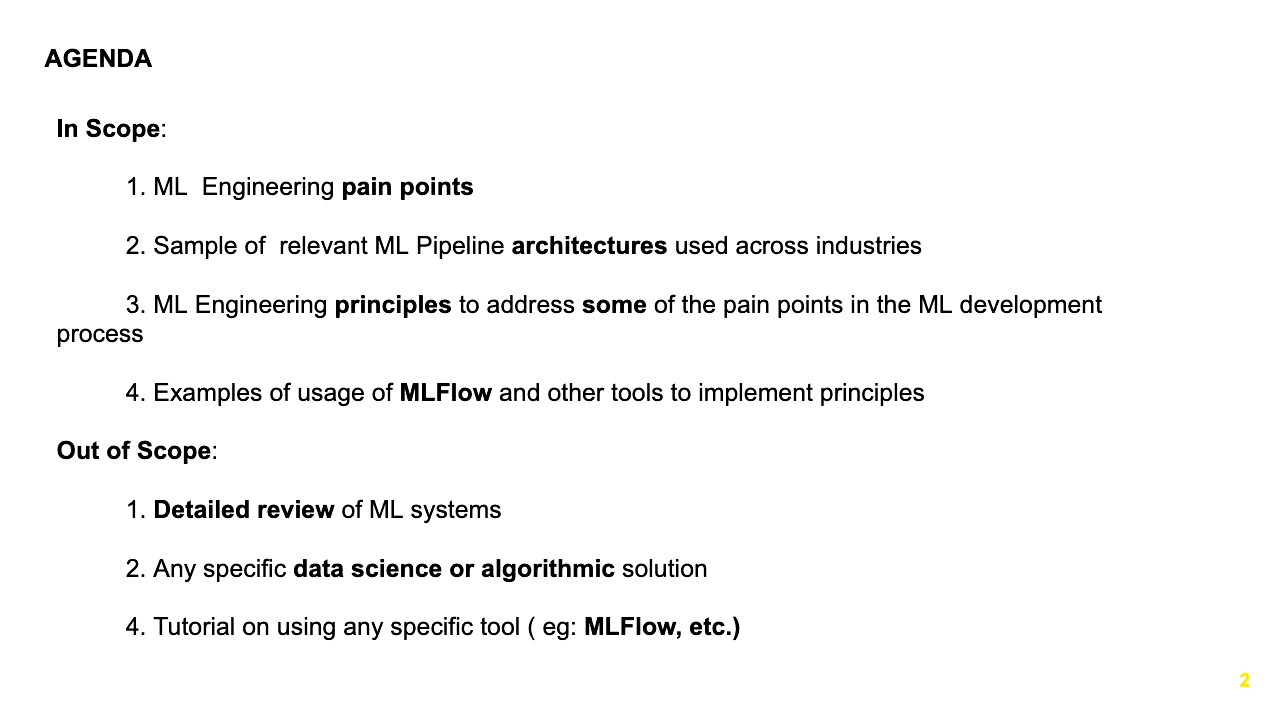 AGENDA
In Scope:
1. ML  Engineering pain points
2. Sample of  relevant ML Pipeline architectures used across industries
3. ML Engineering principles to address some of the pain points in the ML development
process
4. Examples of usage of MLFlow and other tools to implement principles
Out of Scope:
1. Detailed review of ML systems
2. Any specific data science or algorithmic solution
4. Tutorial on using any specific tool ( eg: MLFlow, etc.)
2